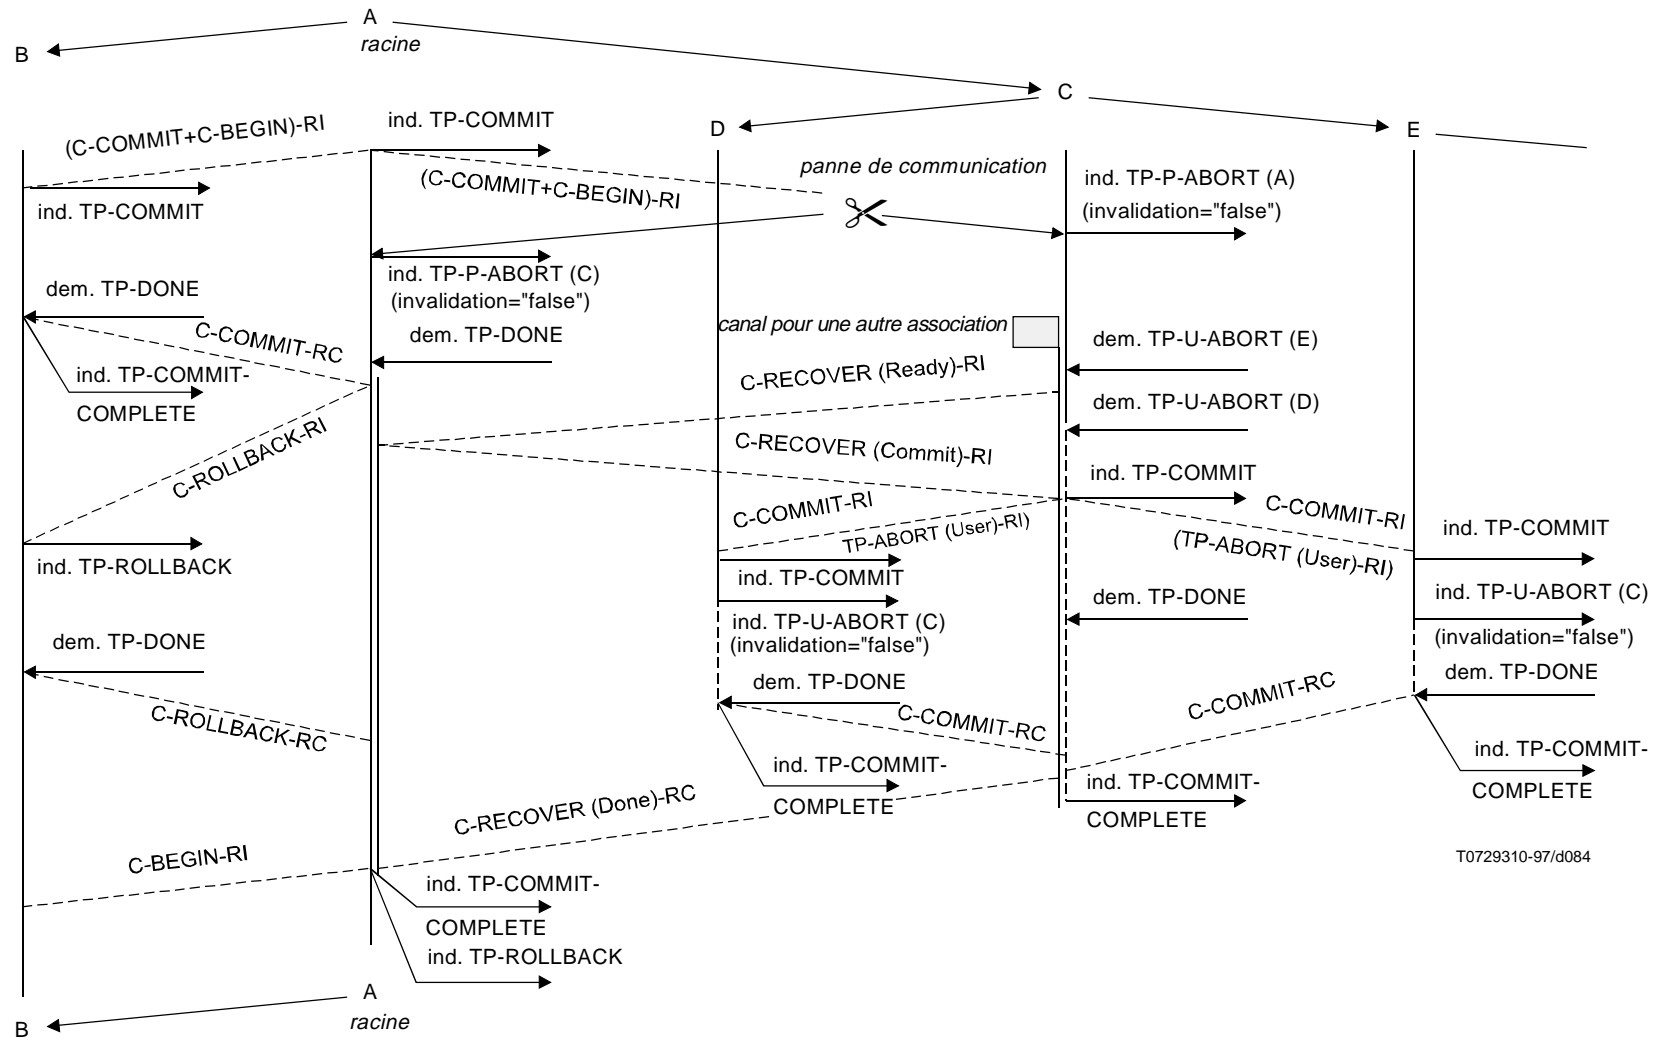 A
racine
B
C
D
E
(C-COMMIT+C-BEGIN)-RI
ind. TP-COMMIT
panne de communication
(C-COMMIT+C-BEGIN)-RI
ind. TP-P-ABORT (A)
(invalidation="false")
ind. TP-COMMIT
ind. TP-P-ABORT (C)
(invalidation="false")
dem. TP-DONE
C-COMMIT-RC
dem. TP-DONE
canal pour une autre association
dem. TP-U-ABORT (E)
ind. TP-COMMIT-
COMPLETE
C-RECOVER (Ready)-RI
dem. TP-U-ABORT (D)
C-ROLLBACK-RI
C-RECOVER (Commit)-RI
ind. TP-COMMIT
C-COMMIT-RI
TP-ABORT (User)-RI)
C-COMMIT-RI
(TP-ABORT (User)-RI)
ind. TP-COMMIT
ind. TP-ROLLBACK
ind. TP-COMMIT
dem. TP-DONE
ind. TP-U-ABORT (C)
(invalidation="false")
ind. TP-U-ABORT (C)
(invalidation="false")
dem. TP-DONE
dem. TP-DONE
C-COMMIT-RC
C-COMMIT-RC
dem. TP-DONE
C-ROLLBACK-RC
ind. TP-COMMIT-
COMPLETE
ind. TP-COMMIT-
COMPLETE
ind. TP-COMMIT-
COMPLETE
C-RECOVER (Done)-RC
C-BEGIN-RI
T0729310-97/d084
ind. TP-COMMIT-
COMPLETE
ind. TP-ROLLBACK
A
racine
B